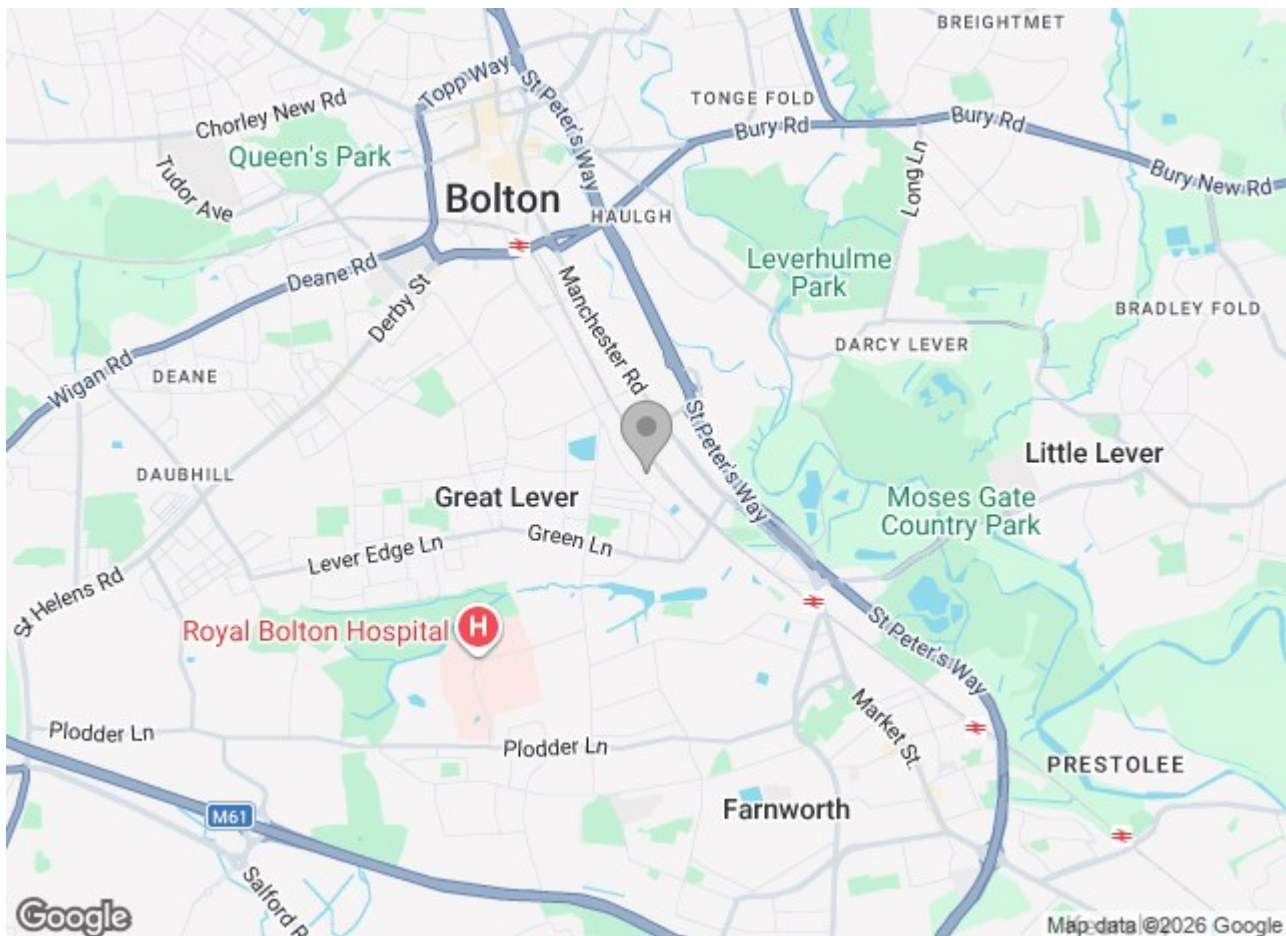 BREIGHTMET
Topp Way
St Peter's Way
TONGE FOLD
Chorley New Rd
Bury Rd
Bury Rd
Queen's Park
Tudor Ave
Long Ln
Bury New Rd
Bolton
HAULGH
Deane Rd
Leverhulme
Park
Derby St
Manchester Rd
BRADLEY FOLD
DARCY LEVER
Wigan Rd
DEANE
St Peter's Way
DAUBHILL
Little Lever
Great Lever
Moses Gate
Country Park
Lever Edge Ln
Green Ln
St Helens Rd
Royal Bolton Hospital
H
St Peter's Way
Market St.
Plodder Ln
Plodder Ln
PRESTOLEE
Farnworth
M61
Salford R
Google
Map data ©2026 Google